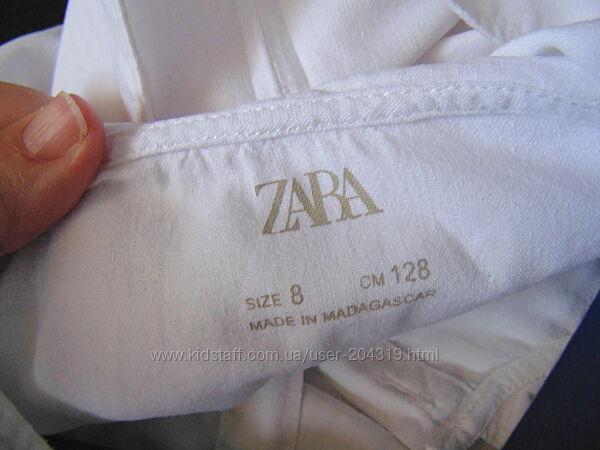 ZARA
SIZE 8 CM 128
MADE IN MADAGASCAR
www.kidstaff.com.ua/user-204319.html